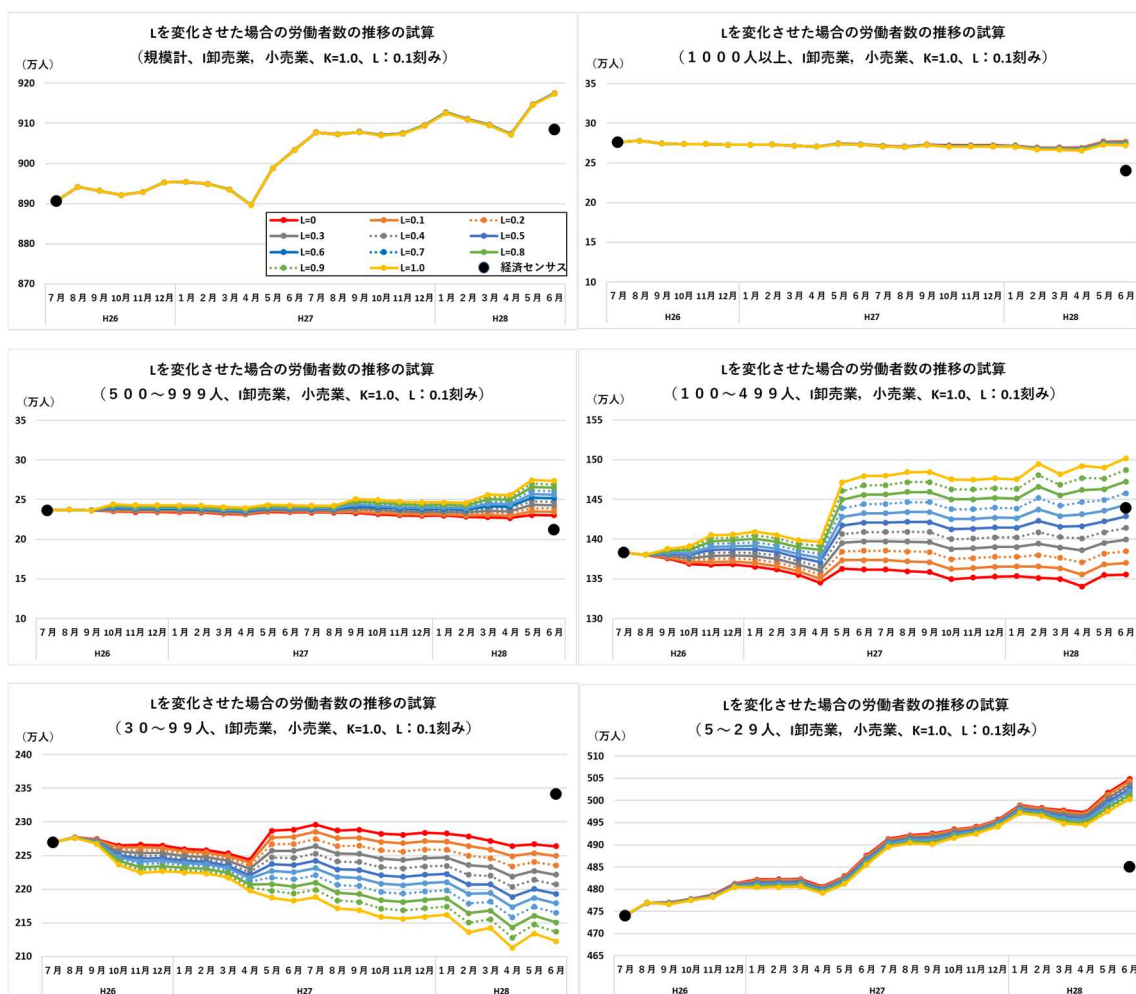 Lを変化させた場合の労働者数の推移の試算
（規模計、I卸売業，小売業、K=1.0、L：0.1刻み）
（万人）
920
910
900
890
880
870
L=0 L=0.1 L=0.2
L=0.3 L=0.4 L=0.5
L=0.6 L=0.7 L=0.8
L=0.9 L=1.0 経済センサス
7月 8月 9月 10月 11月 12月 1月 2月 3月 4月 5月 6月 7月 8月 9月 10月 11月 12月 1月 2月 3月 4月 5月 6月
H26 H27 H28
Lを変化させた場合の労働者数の推移の試算
（１０００人以上、I卸売業，小売業、K=1.0、L：0.1刻み）
（万人）
35
30
25
20
15
10
7月 8月 9月 10月 11月 12月 1月 2月 3月 4月 5月 6月 7月 8月 9月 10月 11月 12月 1月 2月 3月 4月 5月 6月
H26 H27 H28
Lを変化させた場合の労働者数の推移の試算
（５００～９９９人、I卸売業，小売業、K=1.0、L：0.1刻み）
（万人）
35
30
25
20
15
10
7月 8月 9月 10月 11月 12月 1月 2月 3月 4月 5月 6月 7月 8月 9月 10月 11月 12月 1月 2月 3月 4月 5月 6月
H26 H27 H28
Lを変化させた場合の労働者数の推移の試算
（１００～４９９人、I卸売業，小売業、K=1.0、L：0.1刻み）
（万人）
155
150
145
140
135
130
7月 8月 9月 10月 11月 12月 1月 2月 3月 4月 5月 6月 7月 8月 9月 10月 11月 12月 1月 2月 3月 4月 5月 6月
H26 H27 H28
Lを変化させた場合の労働者数の推移の試算
（３０～９９人、I卸売業，小売業、K=1.0、L：0.1刻み）
（万人）
240
235
230
225
220
215
210
7月 8月 9月 10月 11月 12月 1月 2月 3月 4月 5月 6月 7月 8月 9月 10月 11月 12月 1月 2月 3月 4月 5月 6月
H26 H27 H28
Lを変化させた場合の労働者数の推移の試算
（５～２９人、I卸売業，小売業、K=1.0、L：0.1刻み）
（万人）
510
505
500
495
490
485
480
475
470
465
7月 8月 9月 10月 11月 12月 1月 2月 3月 4月 5月 6月 7月 8月 9月 10月 11月 12月 1月 2月 3月 4月 5月 6月
H26 H27 H28